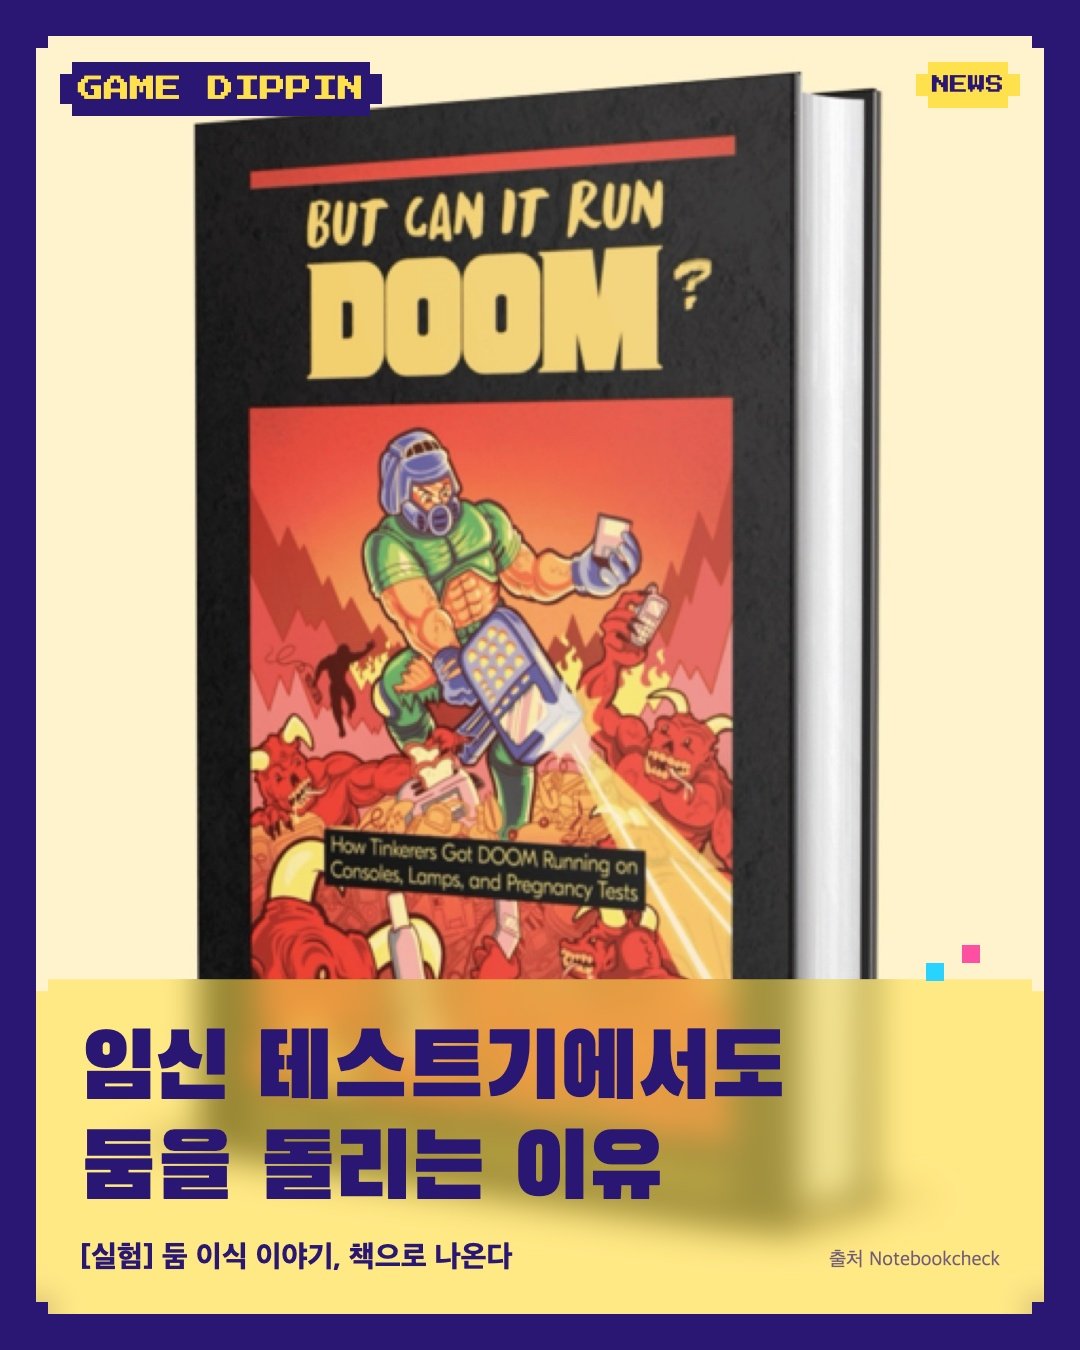 GAME DIPPIN
NEWS
BUT CAN IT RUN
DOOM?
How Tinkerers Got DOOM Running on
Consoles, Lamps, and Pregnancy Tests
임신 테스트기에서도
둠을 돌리는 이유
[실험] 둠 이식 이야기, 책으로 나온다
출처 Notebookcheck